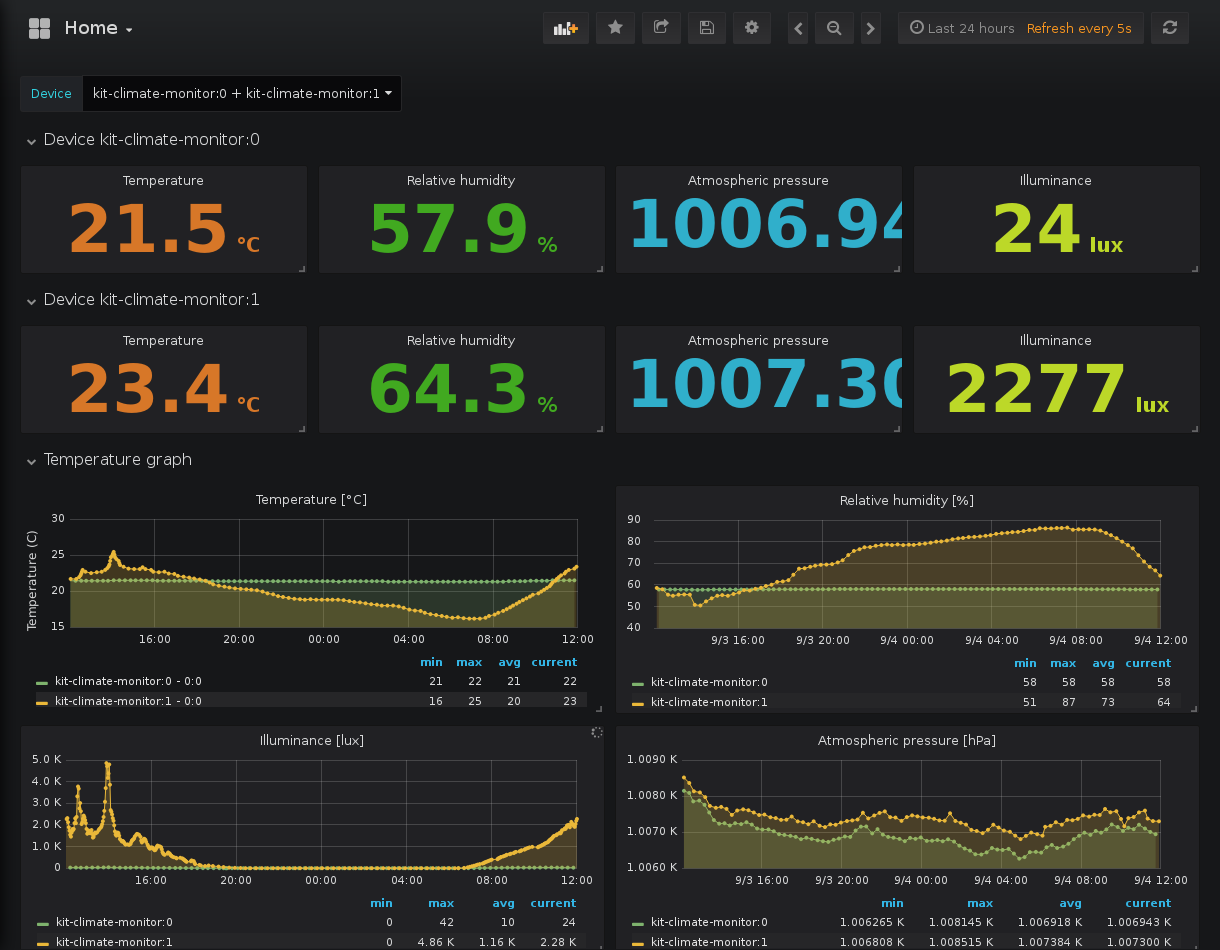 Home
Last 24 hours Refresh every 5s
Device kit-climate-monitor:0 + kit-climate-monitor:1
Device kit-climate-monitor:0
Temperature Relative humidity Atmospheric pressure Illuminance
21.5 °C 57.9 % 1006.94 24 lux
Device kit-climate-monitor:1
Temperature Relative humidity Atmospheric pressure Illuminance
23.4 °C 64.3 % 1007.30 2277 lux
Temperature graph
Temperature [°C]
Temperature (C)
30
25
20
15
16:00 20:00 00:00 04:00 08:00 12:00
min max avg current
kit-climate-monitor:0 - 0:0 21 22 21 22
kit-climate-monitor:1 - 0:0 16 25 20 23
Relative humidity [%]
90
80
70
60
50
40
9/3 16:00 9/3 20:00 9/4 00:00 9/4 04:00 9/4 08:00 9/4 12:00
min max avg current
kit-climate-monitor:0 58 58 58 58
kit-climate-monitor:1 51 87 73 64
Illuminance [lux]
5.0 K
4.0 K
3.0 K
2.0 K
1.0 K
0
16:00 20:00 00:00 04:00 08:00 12:00
min max avg current
kit-climate-monitor:0 0 42 10 24
kit-climate-monitor:1 0 4.86 K 1.16 K 2.28 K
Atmospheric pressure [hPa]
1.0090 K
1.0080 K
1.0070 K
1.0060 K
9/3 16:00 9/3 20:00 9/4 00:00 9/4 04:00 9/4 08:00 9/4 12:00
min max avg current
kit-climate-monitor:0 1.006265 K 1.008145 K 1.006918 K 1.006943 K
kit-climate-monitor:1 1.006808 K 1.008515 K 1.007384 K 1.007300 K